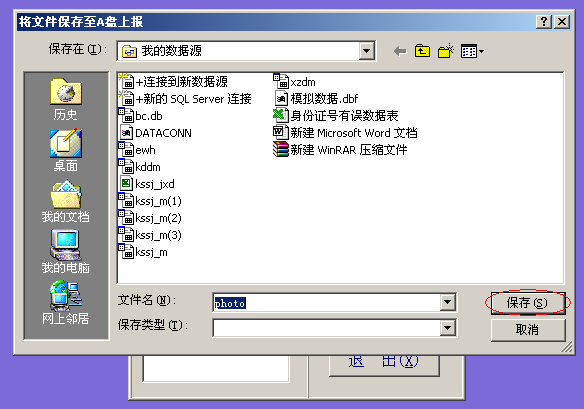 将文件保存至A盘上报
保存在(I): 我的数据源
历史
桌面
我的文档
我的电脑
网上邻居
+连接到新数据源
+新的 SQL Server 连接
bc.db
DATACONN
ewh
kddm
kssj_jxd
kssj_m(1)
kssj_m(2)
kssj_m(3)
kssj_m
xzdm
模拟数据.dbf
身份证号有误数据表
新建 Microsoft Word 文档
新建 WinRAR 压缩文件
文件名(N): photo 保存(S)
保存类型(T): 取消
退 出(X)